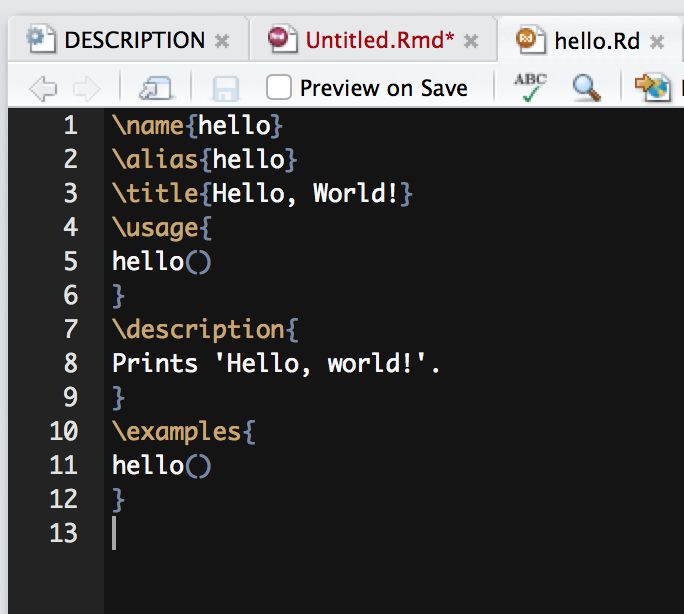 DESCRIPTION Untitled.Rmd* hello.Rd
Preview on Save ABC
1 \name{hello}
2 \alias{hello}
3 \title{Hello, World!}
4 \usage{
5 hello()
6 }
7 \description{
8 Prints 'Hello, world!'.
9 }
10 \examples{
11 hello()
12 }
13